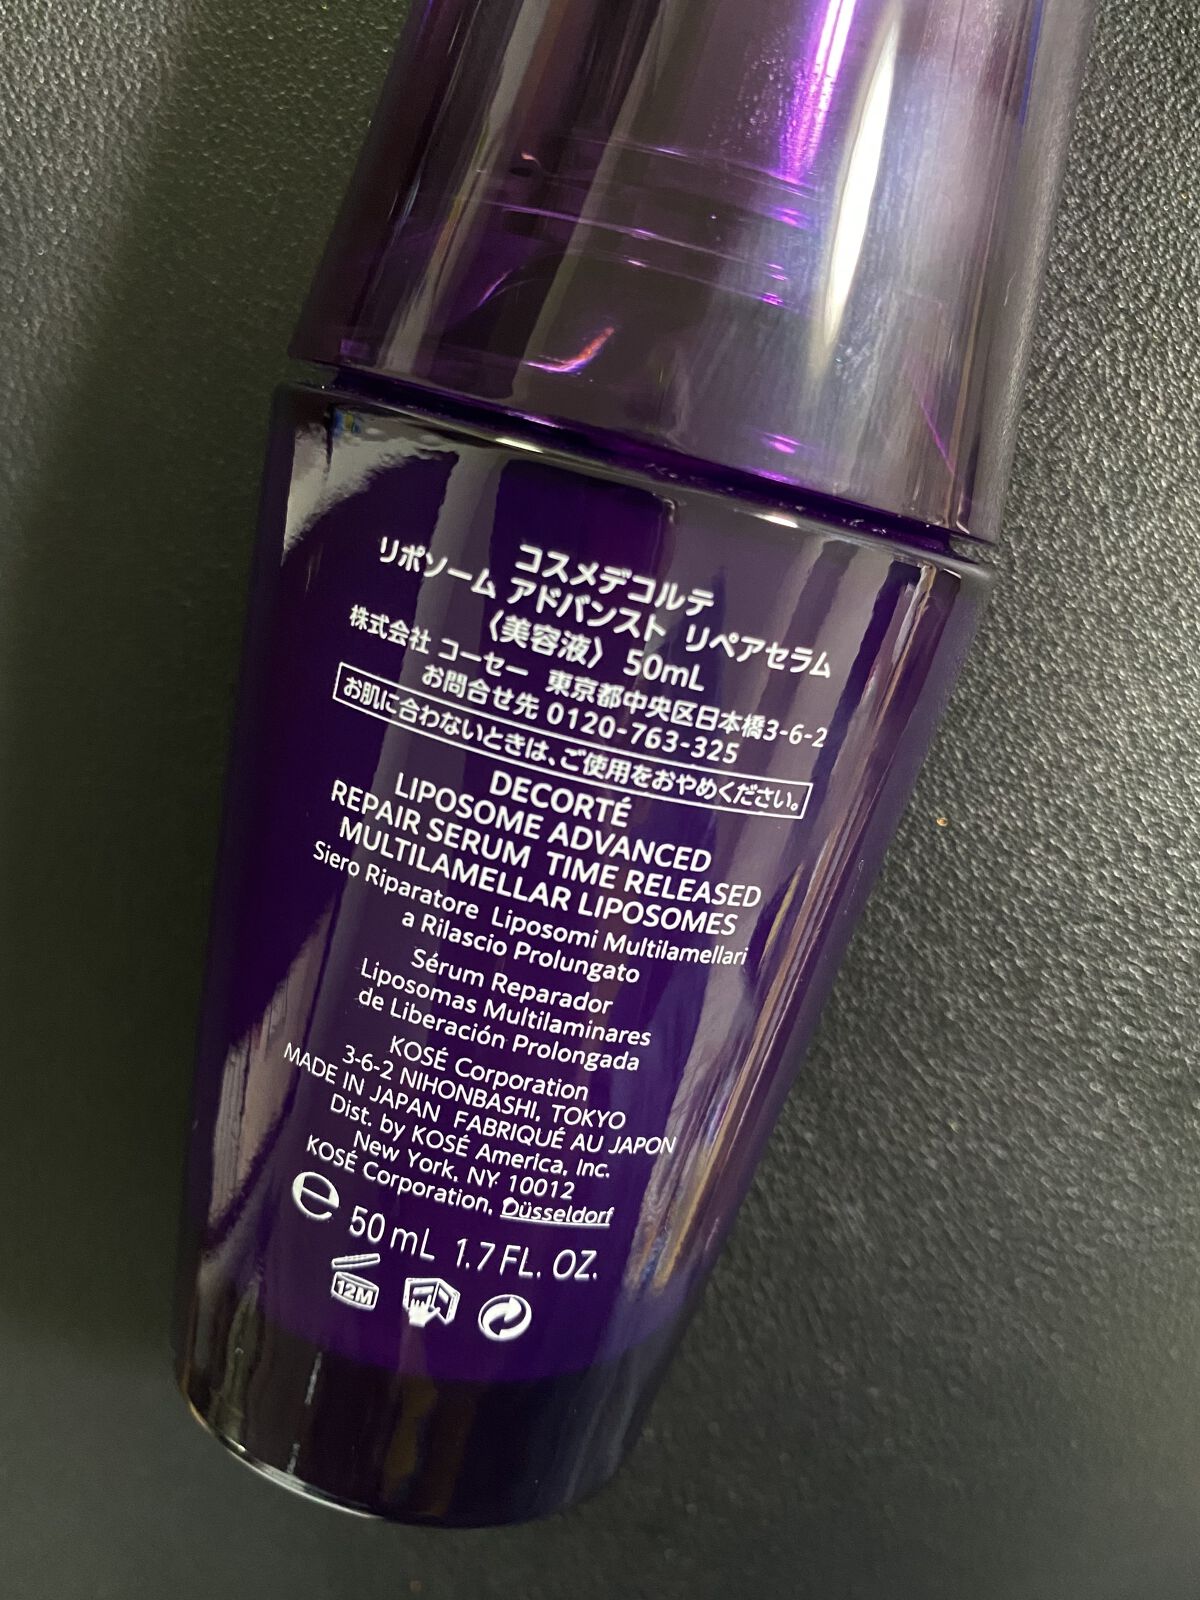 コスメデコルテ
リポソーム アドバンスト リペアセラム
〈美容液〉 50mL
株式会社 コーセー 東京都中央区日本橋3-6-2
お問合せ先 0120-763-325
お肌に合わないときは、ご使用をおやめください。
DECORTÉ
LIPOSOME ADVANCED
REPAIR SERUM TIME RELEASED
MULTILAMELLAR LIPOSOMES
Siero Riparatore Liposomi Multilamellari
a Rilascio Prolungato
Sérum Reparador
Liposomas Multilaminares
de Liberación Prolongada
KOSÉ Corporation
3-6-2 NIHONBASHI, TOKYO
MADE IN JAPAN FABRIQUÉ AU JAPON
Dist. by KOSÉ America, Inc.
New York, NY 10012
KOSÉ Corporation, Düsseldorf
℮ 50 mL 1.7 FL. OZ.
12M